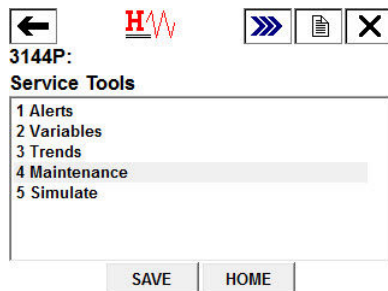 H
3144P:
Service Tools
1 Alerts
2 Variables
3 Trends
4 Maintenance
5 Simulate
SAVE HOME